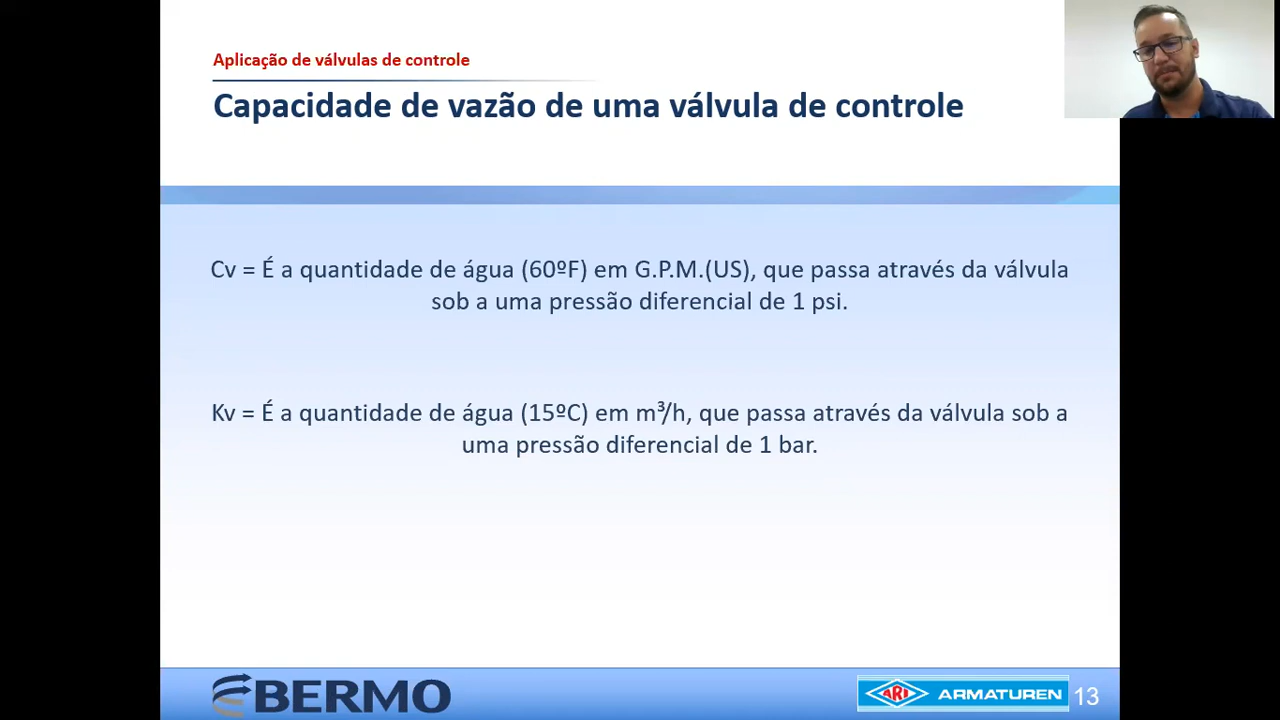 Aplicação de válvulas de controle
Capacidade de vazão de uma válvula de controle
Cv = É a quantidade de água (60ºF) em G.P.M.(US), que passa através da válvula
sob a uma pressão diferencial de 1 psi.
Kv = É a quantidade de água (15ºC) em m³/h, que passa através da válvula sob a
uma pressão diferencial de 1 bar.
BERMO
ARI ARMATUREN 13